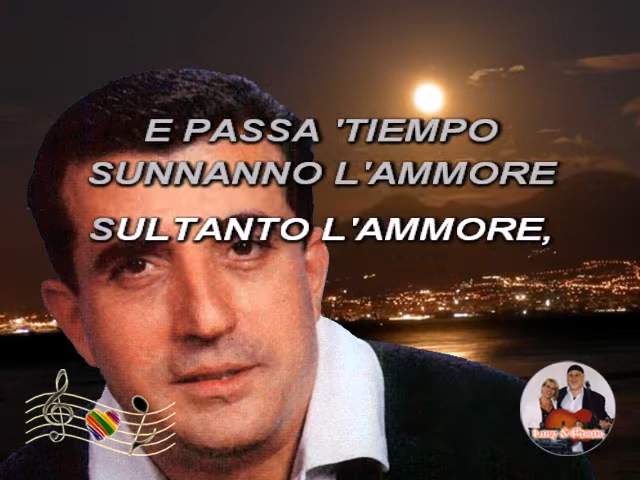 E PASSA 'TIEMPO
SUNNANNO L'AMMORE
SULTANTO L'AMMORE,